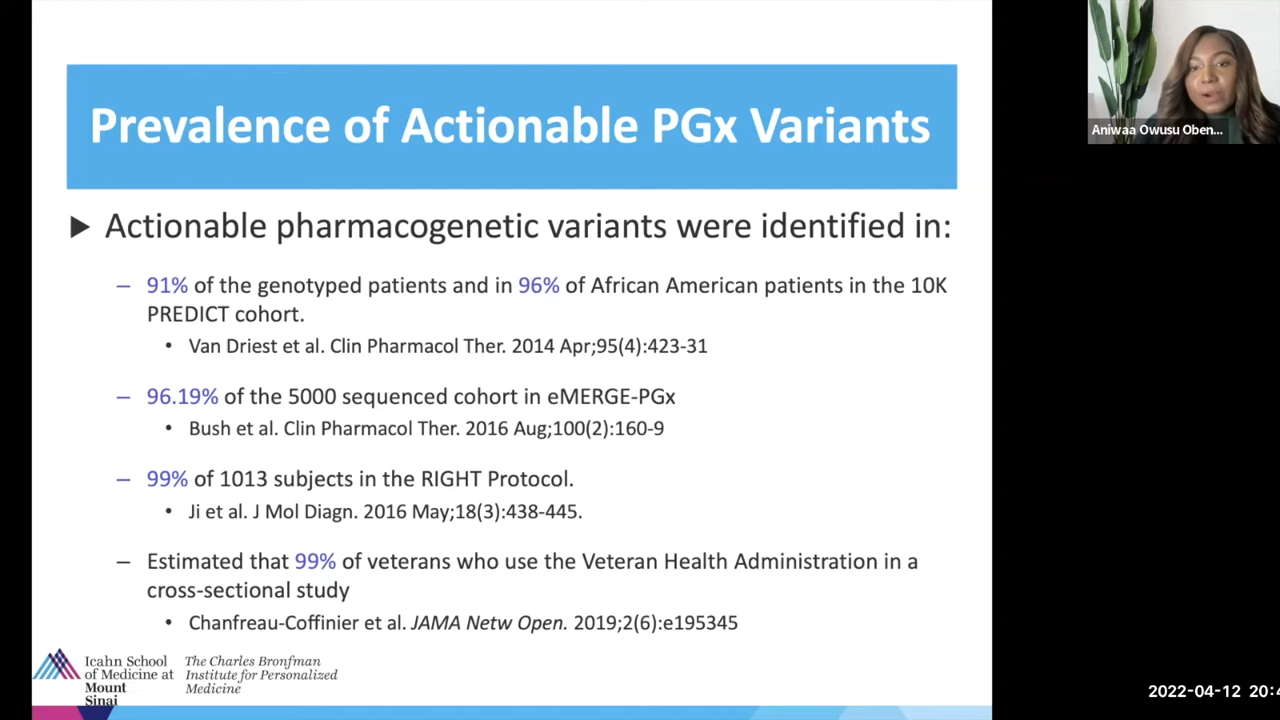 Prevalence of Actionable PGx Variants
Aniwaa Owusu Oben...
▶ Actionable pharmacogenetic variants were identified in:
– 91% of the genotyped patients and in 96% of African American patients in the 10K
PREDICT cohort.
• Van Driest et al. Clin Pharmacol Ther. 2014 Apr;95(4):423-31
– 96.19% of the 5000 sequenced cohort in eMERGE-PGx
• Bush et al. Clin Pharmacol Ther. 2016 Aug;100(2):160-9
– 99% of 1013 subjects in the RIGHT Protocol.
• Ji et al. J Mol Diagn. 2016 May;18(3):438-445.
– Estimated that 99% of veterans who use the Veteran Health Administration in a
cross-sectional study
• Chanfreau-Coffinier et al. JAMA Netw Open. 2019;2(6):e195345
Icahn School
of Medicine at
Mount
Sinai
The Charles Bronfman
Institute for Personalized
Medicine
2022-04-12 20:4